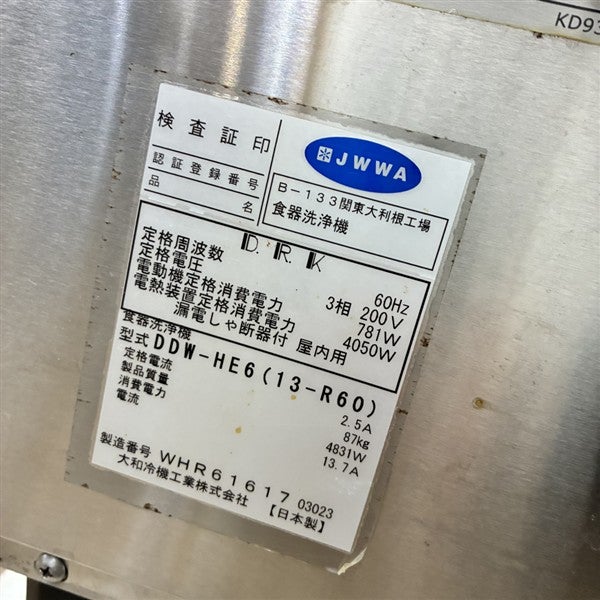 KD93
検査証印
JWWA
認証登録番号 B-133関東大利根工場
品名 食器洗浄機
D.R.K
定格周波数 60Hz
定格電圧 3相 200V
電動機定格消費電力 781W
電熱装置定格消費電力 4050W
漏電しゃ断器付 屋内用
食器洗浄機
型式 DDW-HE6(13-R60)
定格電流 2.5A
製品質量 87kg
消費電力 4831W
電流 13.7A
製造番号 WHR61617 03023
大和冷機工業株式会社 【日本製】